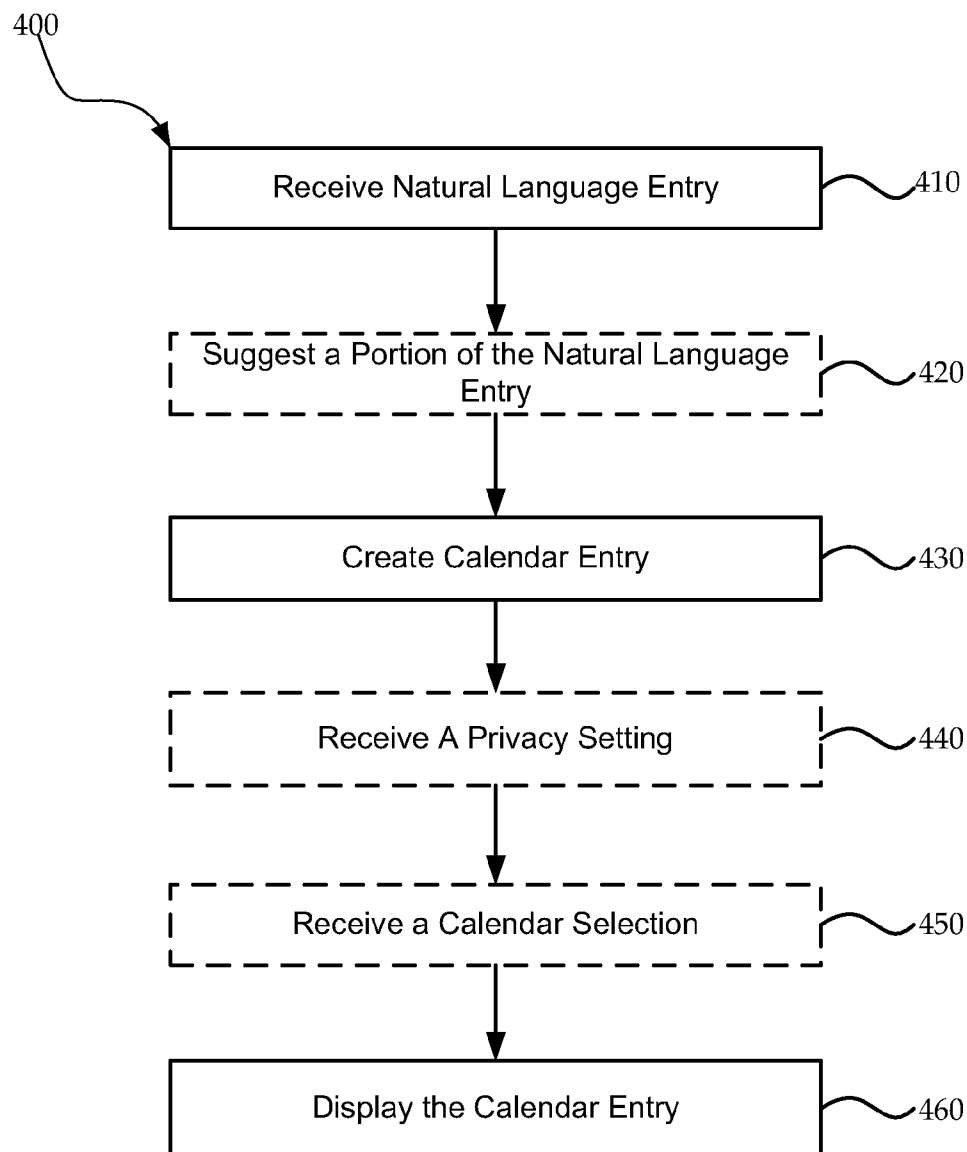 400
Receive Natural Language Entry
410
Suggest a Portion of the Natural Language
Entry
420
Create Calendar Entry
430
Receive A Privacy Setting
440
Receive a Calendar Selection
450
Display the Calendar Entry
460